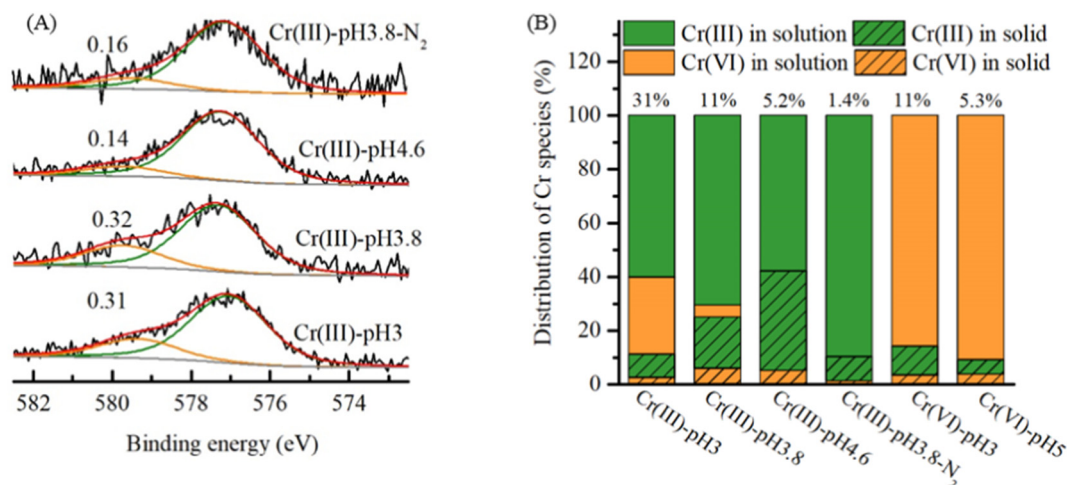 (A)
Cr(III)-pH3.8-N₂
0.16
Cr(III)-pH4.6
0.14
Cr(III)-pH3.8
0.32
Cr(III)-pH3
0.31
582 580 578 576 574
Binding energy (eV)
(B)
Cr(III) in solution Cr(III) in solid
Cr(VI) in solution Cr(VI) in solid
Distribution of Cr species (%)
120
100
80
60
40
20
0
31% 11% 5.2% 1.4% 11% 5.3%
Cr(III)-pH3
Cr(III)-pH3.8
Cr(III)-pH4.6
Cr(III)-pH3.8-N₂
Cr(VI)-pH3
Cr(VI)-pH5